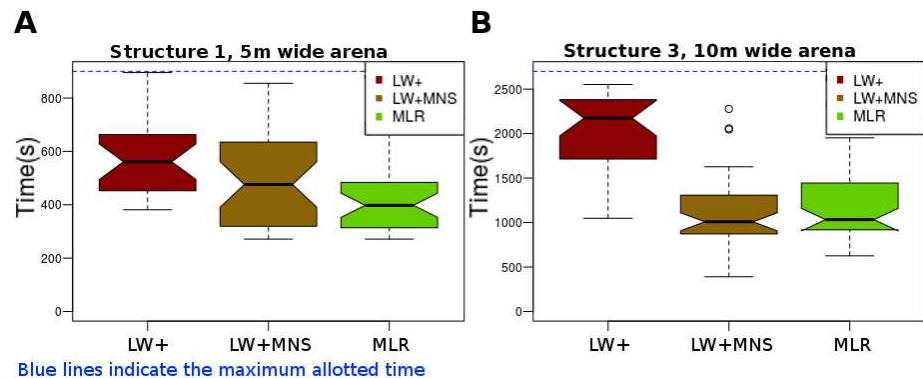 A
B
Structure 1, 5m wide arena
Structure 3, 10m wide arena
LW+
LW+MNS
MLR
LW+
LW+MNS
MLR
Time(s)
800
600
400
200
0
Time(s)
2500
2000
1500
1000
500
0
LW+
LW+MNS
MLR
LW+
LW+MNS
MLR
Blue lines indicate the maximum allotted time